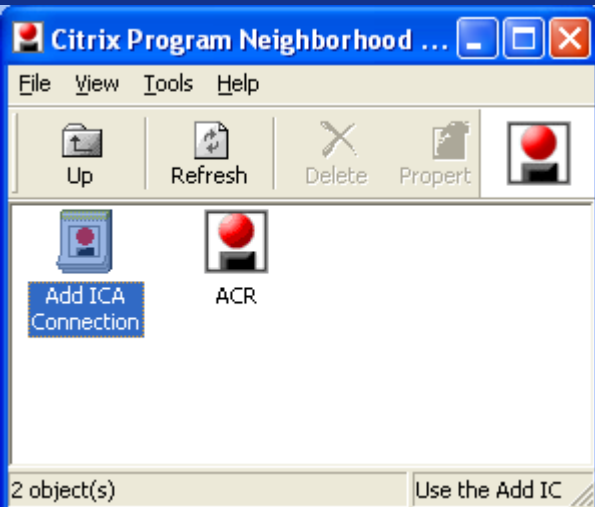 Citrix Program Neighborhood ...
File View Tools Help
Up Refresh Delete Propert
Add ICA
Connection
ACR
2 object(s) Use the Add IC